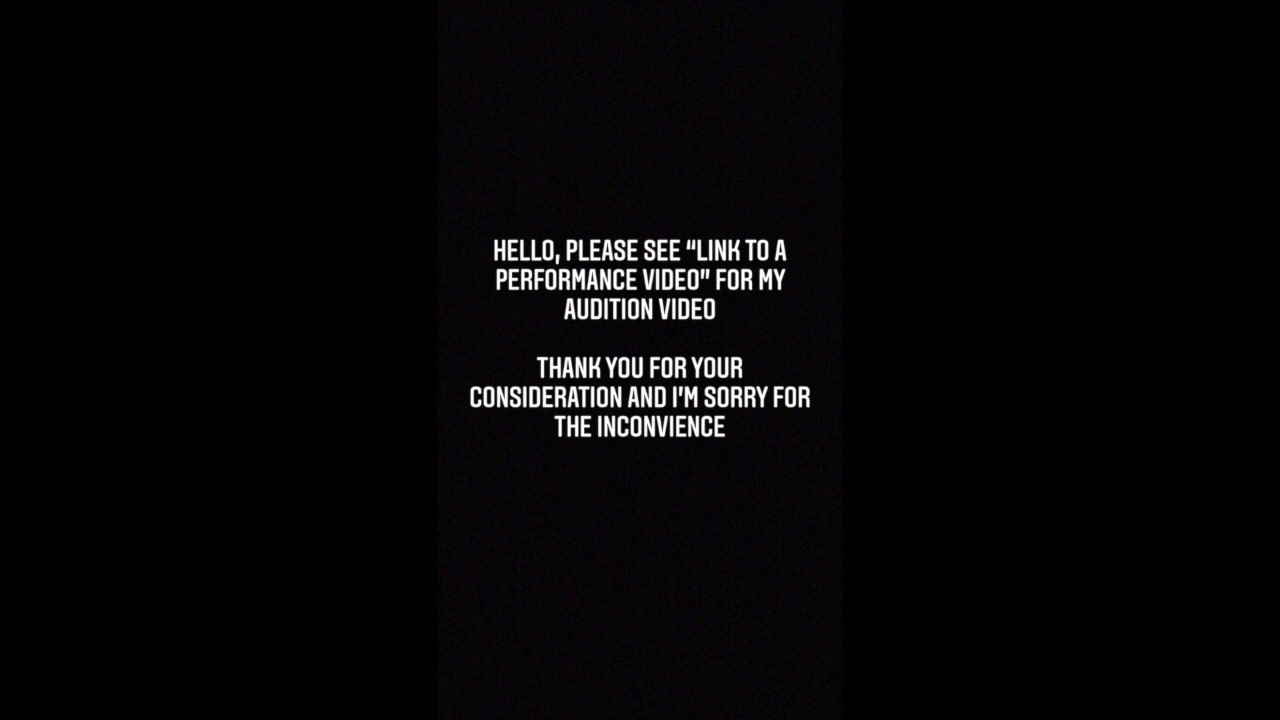 HELLO, PLEASE SEE “LINK TO A
PERFORMANCE VIDEO” FOR MY
AUDITION VIDEO
THANK YOU FOR YOUR
CONSIDERATION AND I'M SORRY FOR
THE INCONVIENCE